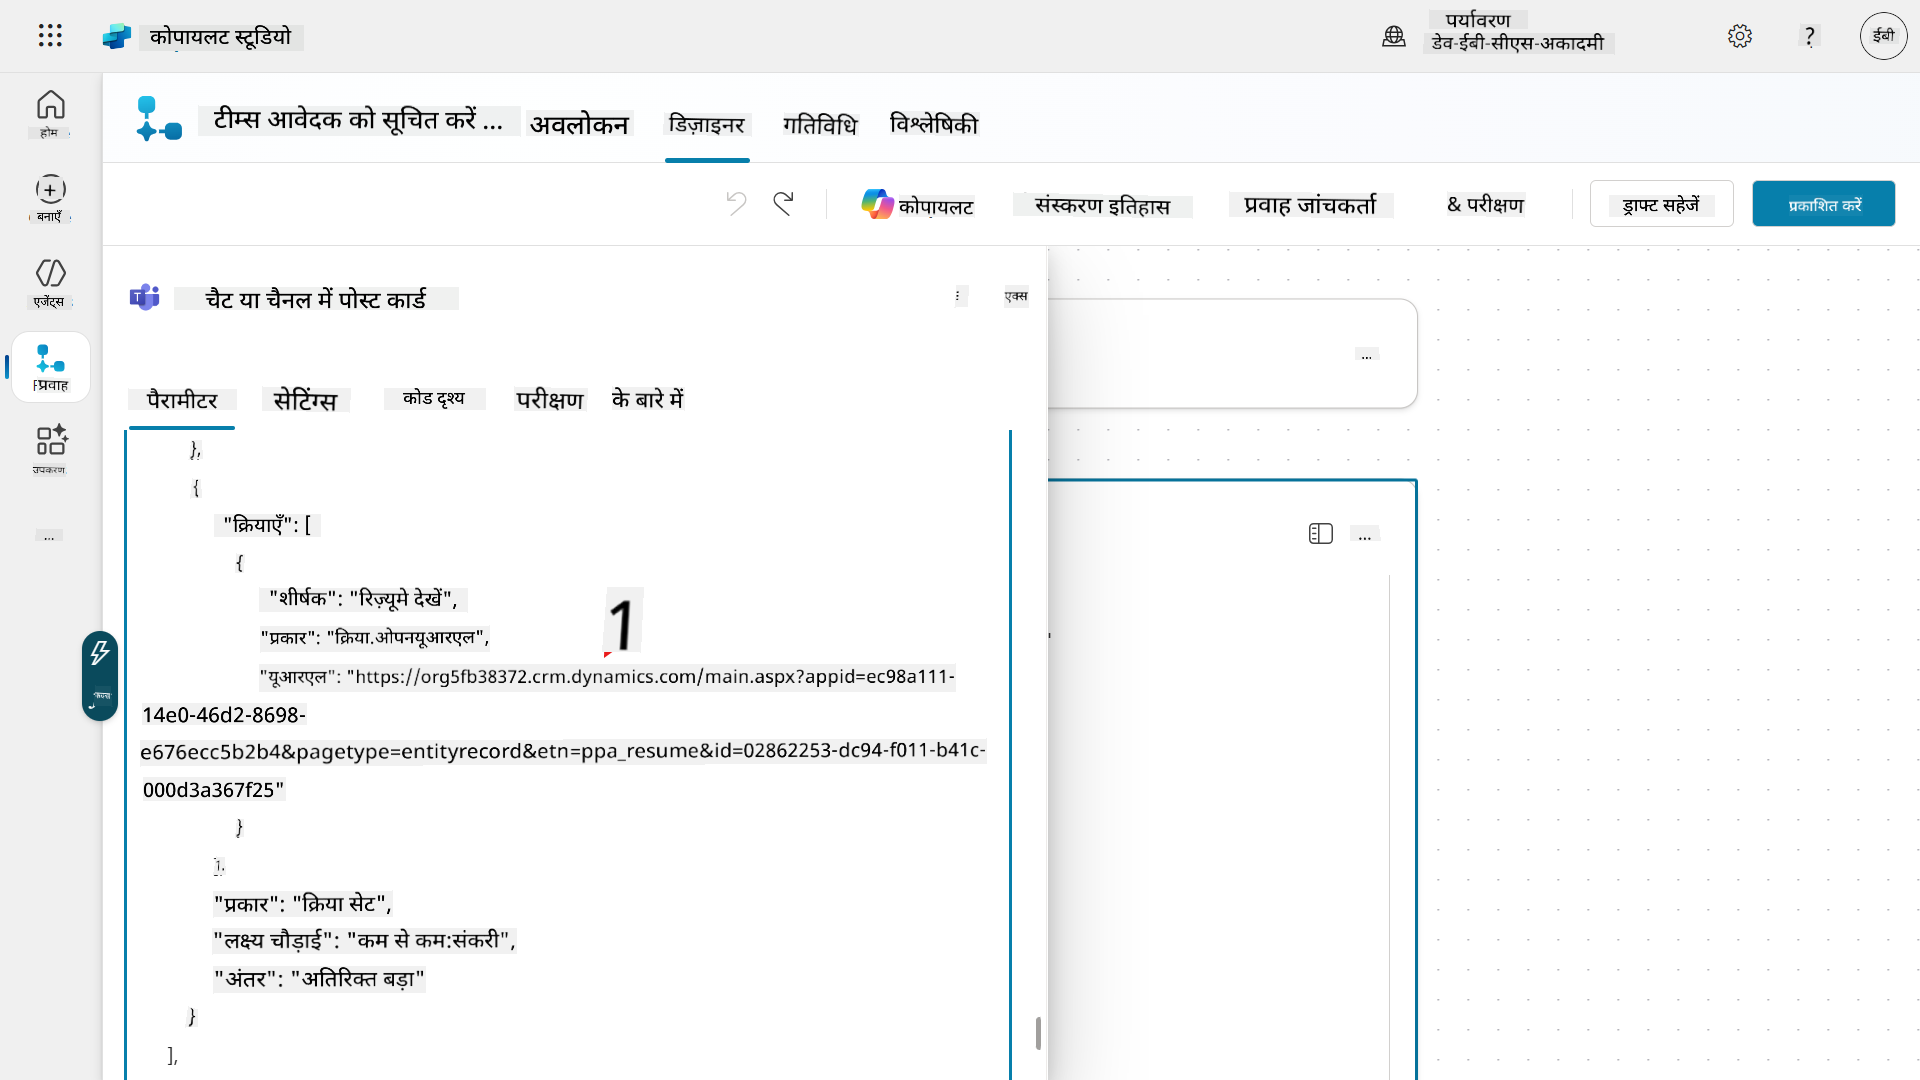 कोपायलट स्टूडियो
पर्यावरण
डेव-ईबी-सीएस-अकादमी
?
ईबी
होम
बनाएँ
एजेंट्स
प्रवाह
उपकरण
...
टीम्स आवेदक को सूचित करें ...
अवलोकन
डिज़ाइनर
गतिविधि
विश्लेषिकी
कोपायलट
संस्करण इतिहास
प्रवाह जांचकर्ता
& परीक्षण
ड्राफ्ट सहेजें
प्रकाशित करें
चैट या चैनल में पोस्ट कार्ड
एक्स
पैरामीटर
सेटिंग्स
कोड दृश्य
परीक्षण
के बारे में
},
{
"क्रियाएँ": [
{
"शीर्षक": "रिज़्यूमे देखें",
"प्रकार": "क्रिया.ओपनयूआरएल",
1
"यूआरएल": "https://org5fb38372.crm.dynamics.com/main.aspx?appid=ec98a111-
14e0-46d2-8698-
e676ecc5b2b4&pagetype=entityrecord&etn=ppa_resume&id=02862253-dc94-f011-b41c-
000d3a367f25"
}
"प्रकार": "क्रिया सेट",
"लक्ष्य चौड़ाई": "कम से कम:संकरी",
"अंतर": "अतिरिक्त बड़ा"
}
],
...
...